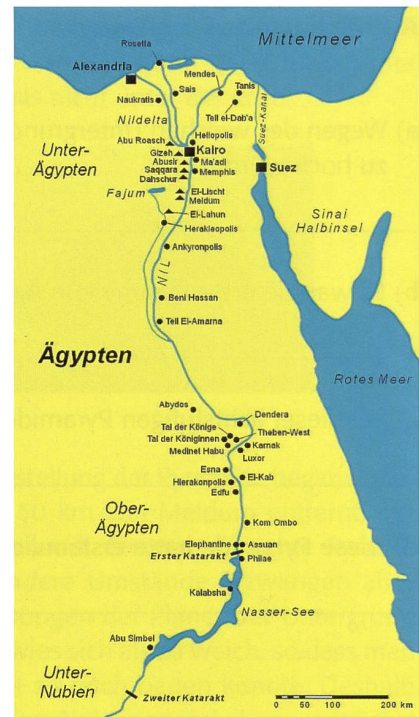 Mittelmeer
Rosetta
Alexandria
Mendes
Tanis
Sais
Naukratis
Tell el-Dab'a
Nildelta
Suez-Kanal
Heliopolis
Abu Roasch
Kairo
Unter-
Ägypten
Gizeh
Abusir
Ma'adi
Saqqara
Memphis
Suez
Dahschur
Fajum
El-Lischt
Meidum
El-Lahun
Sinai
Halbinsel
Herakleopolis
Ankyronpolis
NIL
Beni Hassan
Tell El-Amarna
Ägypten
Rotes Meer
Abydos
Dendera
Tal der Könige
Theben-West
Tal der Königinnen
Karnak
Medinet Habu
Luxor
Esna
El-Kab
Hierakonpolis
Edfu
Ober-
Ägypten
Kom Ombo
Elephantine
Assuan
Erster Katarakt
Philae
Kalabsha
Nasser-See
Abu Simbel
Unter-
Nubien
Zweiter Katarakt
0
100
200 km